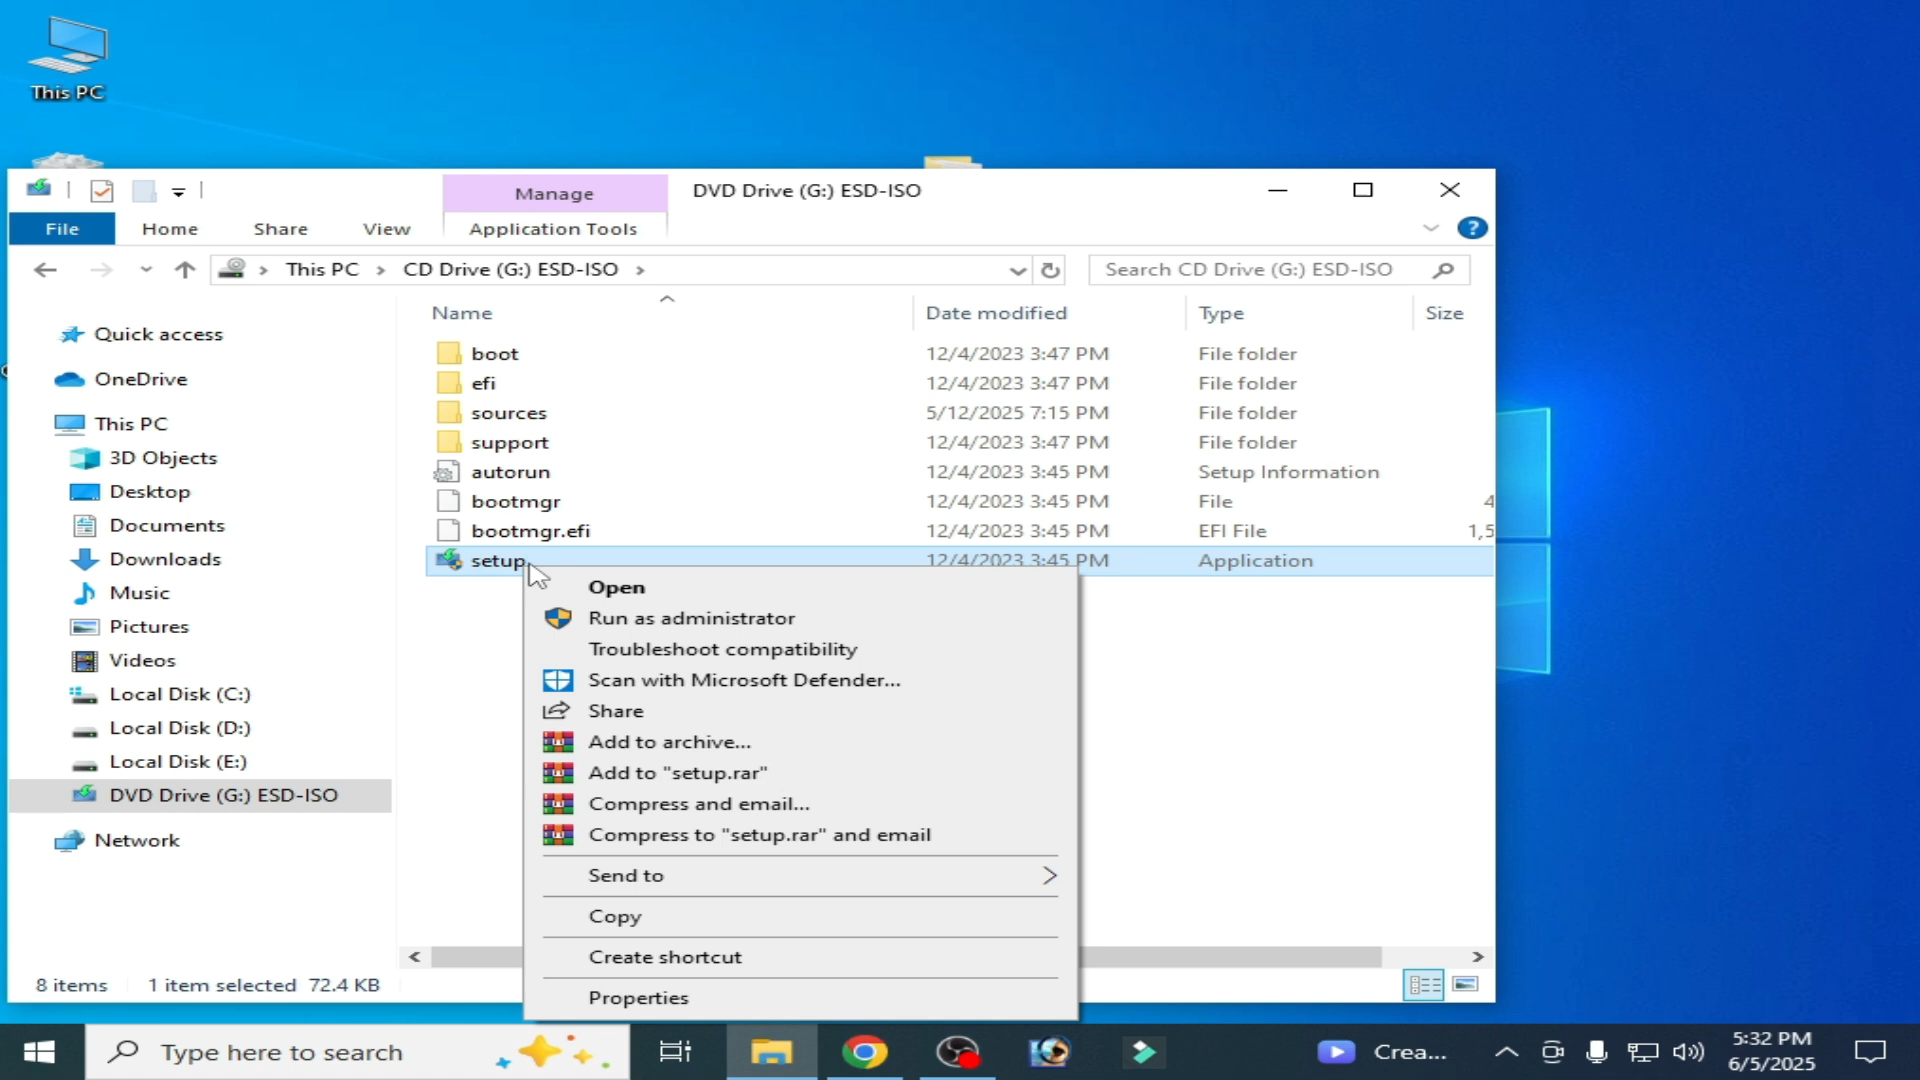 This PC
Manage
DVD Drive (G:) ESD-ISO
File
Home
Share
View
Application Tools
This PC
CD Drive (G:) ESD-ISO
Search CD Drive (G:) ESD-ISO
Name
Date modified
Type
Size
boot 12/4/2023 3:47 PM File folder
efi 12/4/2023 3:47 PM File folder
sources 5/12/2025 7:15 PM File folder
support 12/4/2023 3:47 PM File folder
autorun 12/4/2023 3:45 PM Setup Information
bootmgr 12/4/2023 3:45 PM File 4
bootmgr.efi 12/4/2023 3:45 PM EFI File 1,5
setup 12/4/2023 3:45 PM Application
Quick access
OneDrive
This PC
3D Objects
Desktop
Documents
Downloads
Music
Pictures
Videos
Local Disk (C:)
Local Disk (D:)
Local Disk (E:)
DVD Drive (G:) ESD-ISO
Network
Open
Run as administrator
Troubleshoot compatibility
Scan with Microsoft Defender...
Share
Add to archive...
Add to "setup.rar"
Compress and email...
Compress to "setup.rar" and email
Send to
Copy
Create shortcut
Properties
8 items
1 item selected 72.4 KB
Type here to search
Crea...
5:32 PM
6/5/2025